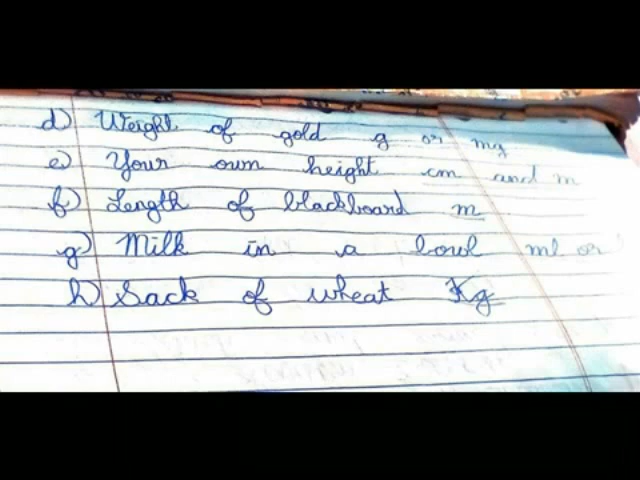 d) Weight of gold g or mg
e) Your own height cm and m
f) Length of blackboard m
g) Milk in a bowl ml or
h) Sack of wheat Kg